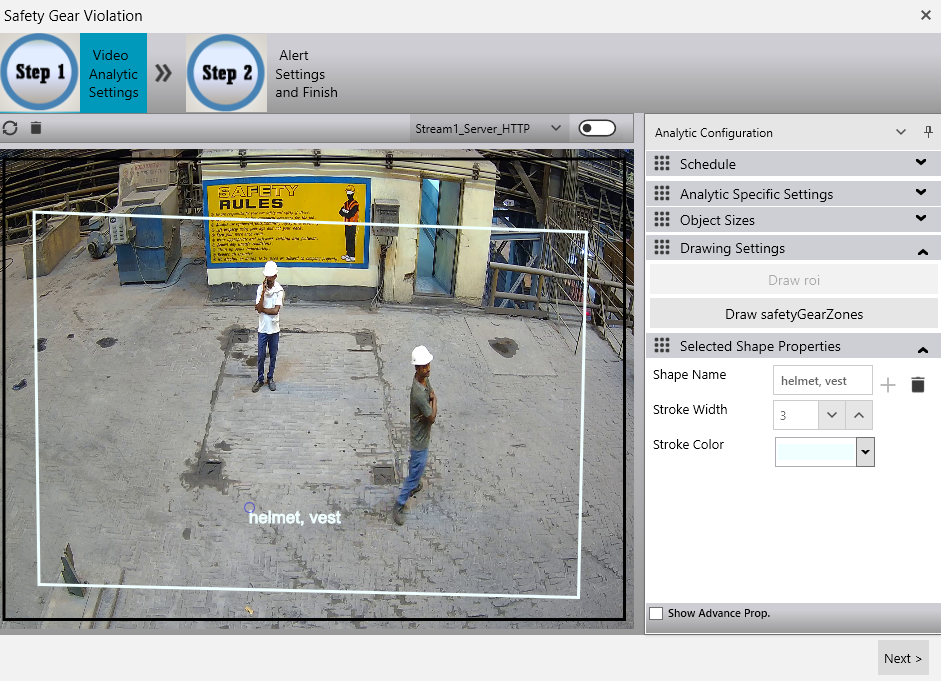 Safety Gear Violation
Step 1
Video
Analytic
Settings
Step 2
Alert
Settings
and Finish
Stream1_Server_HTTP
SAFETY
RULES
helmet, vest
Analytic Configuration
Schedule
Analytic Specific Settings
Object Sizes
Drawing Settings
Draw roi
Draw safetyGearZones
Selected Shape Properties
Shape Name
helmet, vest
Stroke Width
3
Stroke Color
Show Advance Prop.
Next >